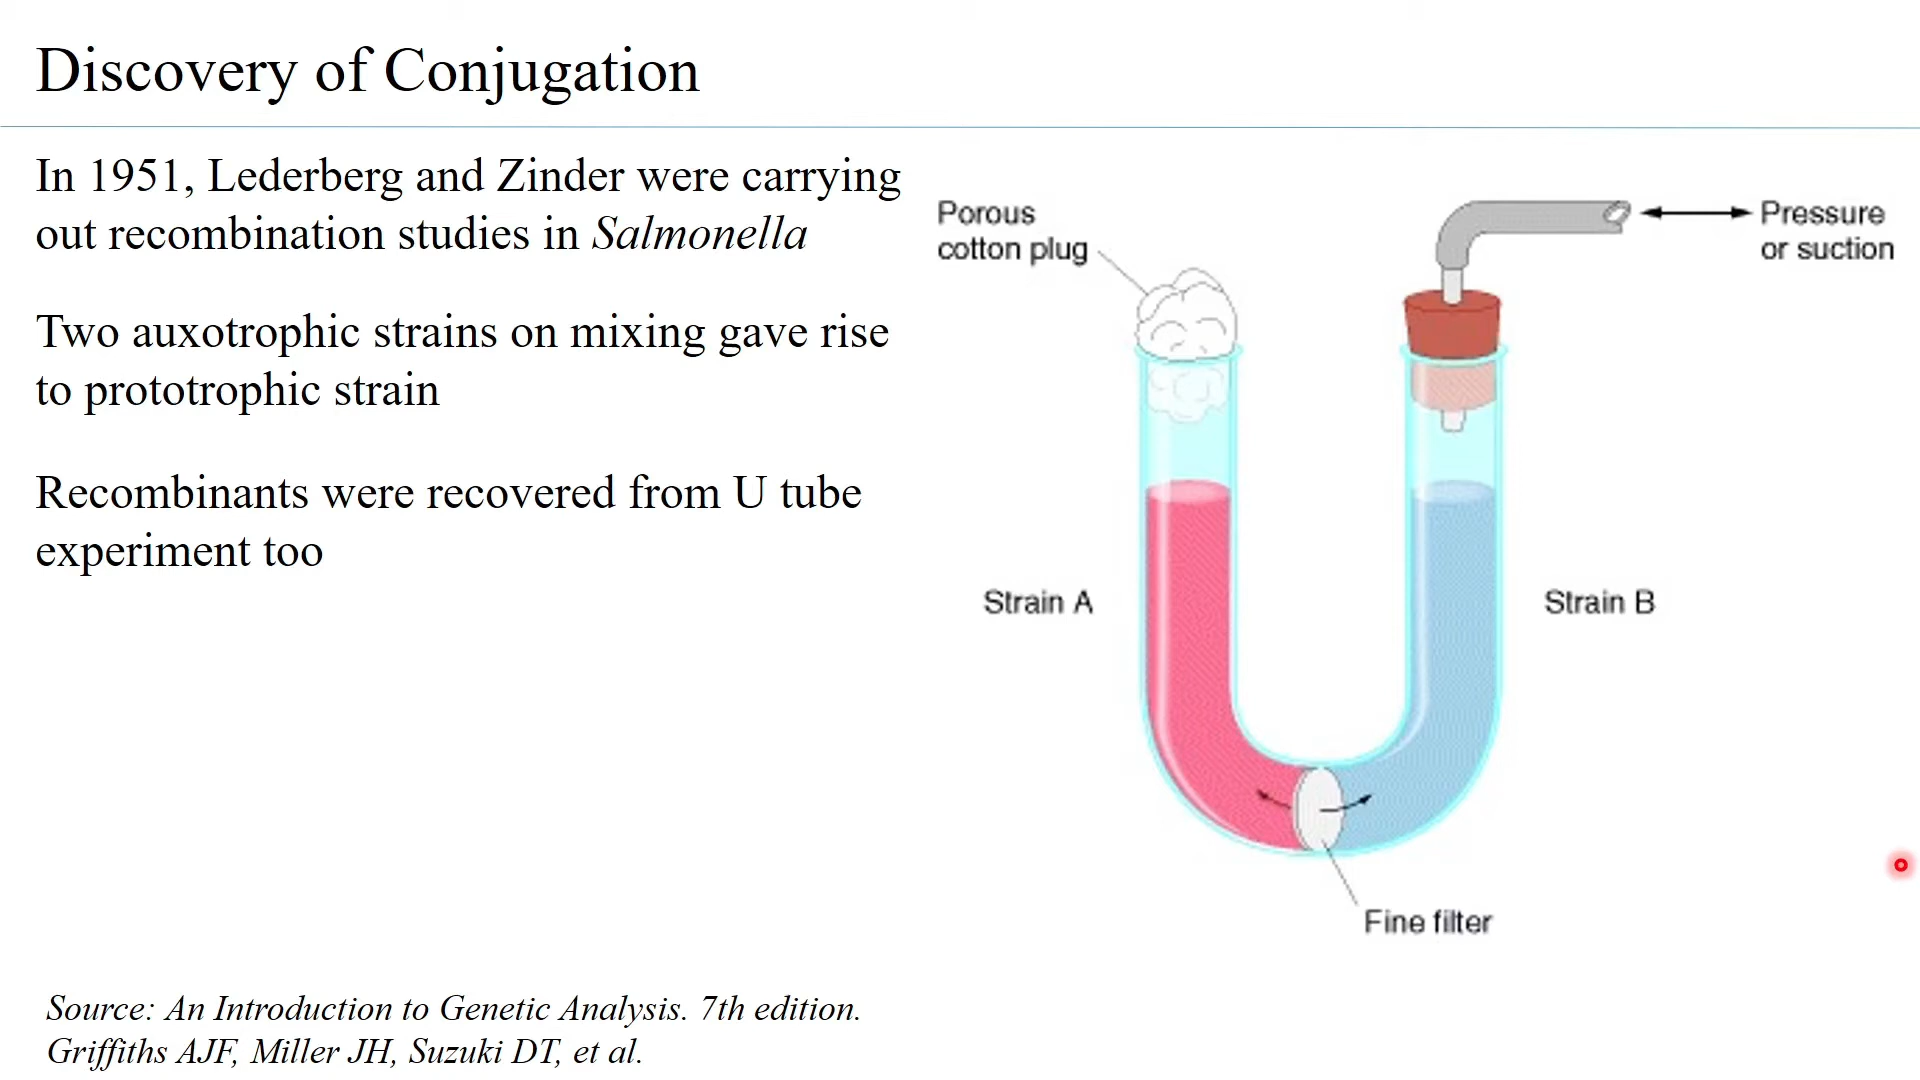 Discovery of Conjugation
In 1951, Lederberg and Zinder were carrying
out recombination studies in Salmonella
Two auxotrophic strains on mixing gave rise
to prototrophic strain
Recombinants were recovered from U tube
experiment too
Porous
cotton plug
Pressure
or suction
Strain A
Strain B
Fine filter
Source: An Introduction to Genetic Analysis. 7th edition.
Griffiths AJF, Miller JH, Suzuki DT, et al.